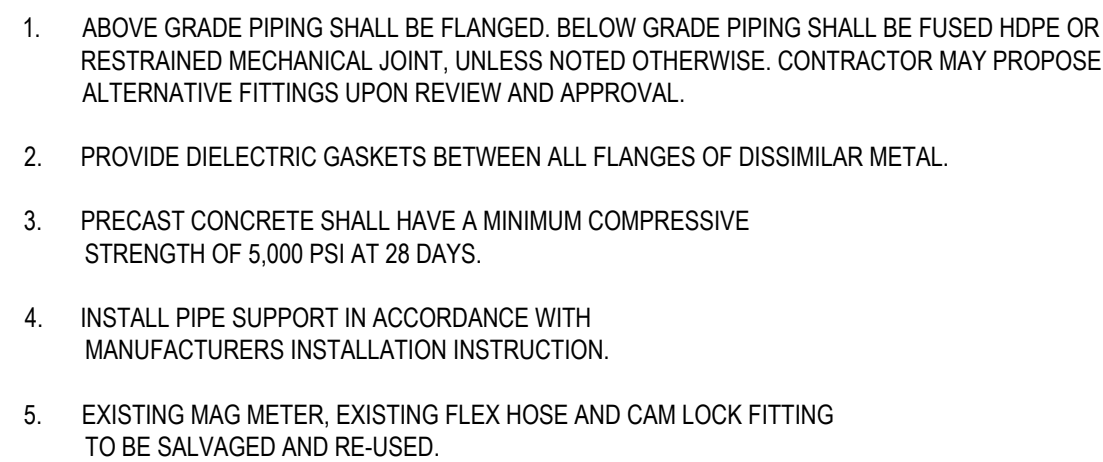 1. ABOVE GRADE PIPING SHALL BE FLANGED. BELOW GRADE PIPING SHALL BE FUSED HDPE OR
RESTRAINED MECHANICAL JOINT, UNLESS NOTED OTHERWISE. CONTRACTOR MAY PROPOSE
ALTERNATIVE FITTINGS UPON REVIEW AND APPROVAL.
2. PROVIDE DIELECTRIC GASKETS BETWEEN ALL FLANGES OF DISSIMILAR METAL.
3. PRECAST CONCRETE SHALL HAVE A MINIMUM COMPRESSIVE
STRENGTH OF 5,000 PSI AT 28 DAYS.
4. INSTALL PIPE SUPPORT IN ACCORDANCE WITH
MANUFACTURERS INSTALLATION INSTRUCTION.
5. EXISTING MAG METER, EXISTING FLEX HOSE AND CAM LOCK FITTING
TO BE SALVAGED AND RE-USED.